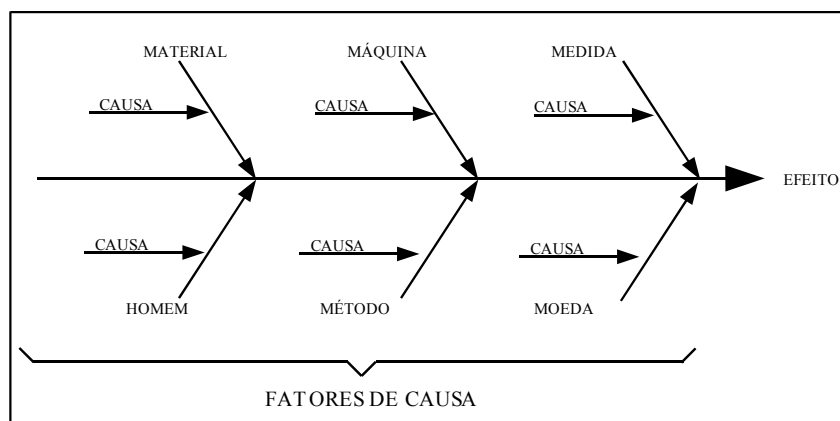 MATERIAL MÁQUINA MEDIDA
CAUSA CAUSA CAUSA
EFEITO
CAUSA CAUSA CAUSA
HOMEM MÉTODO MOEDA
FATORES DE CAUSA